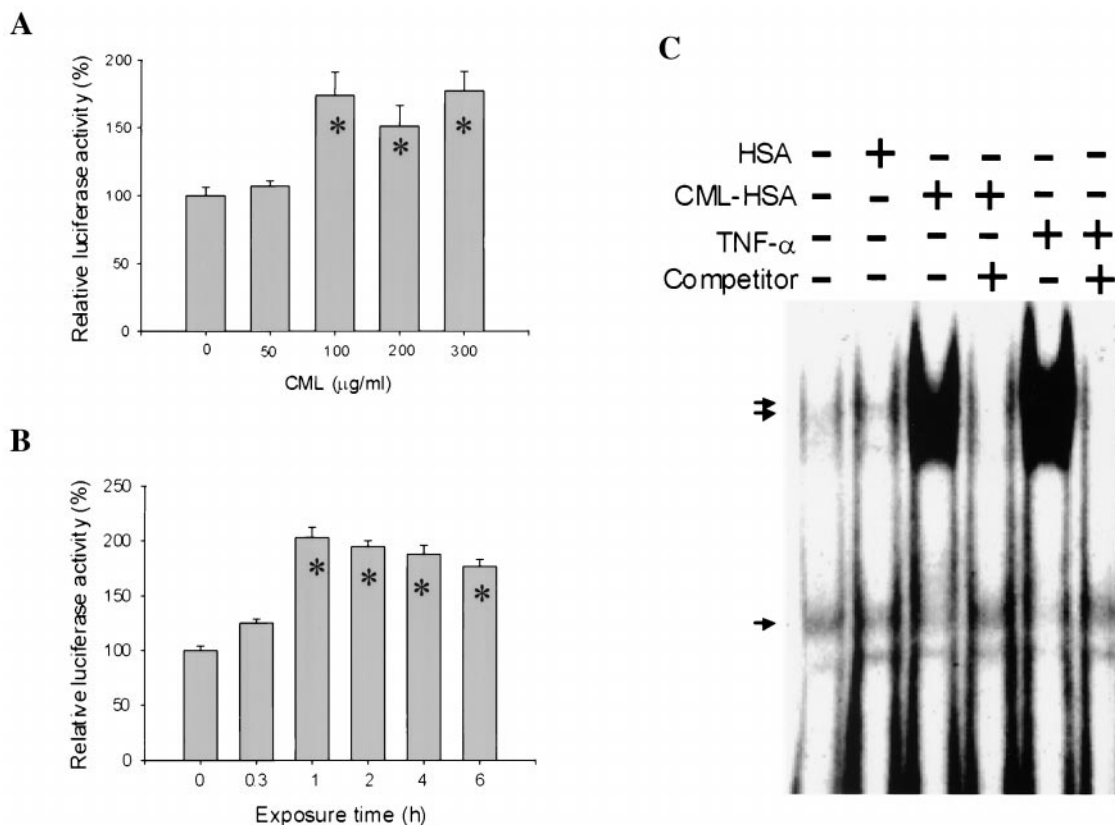 A
Relative luciferase activity (%)
200
150
100
50
0
0 50 100 200 300
* * *
CML (μg/ml)
B
Relative luciferase activity (%)
250
200
150
100
50
0
0 0.3 1 2 4 6
* * * *
Exposure time (h)
C
HSA - + - - - -
CML-HSA - - + + - -
TNF-α - - - - + +
Competitor - - - + - +